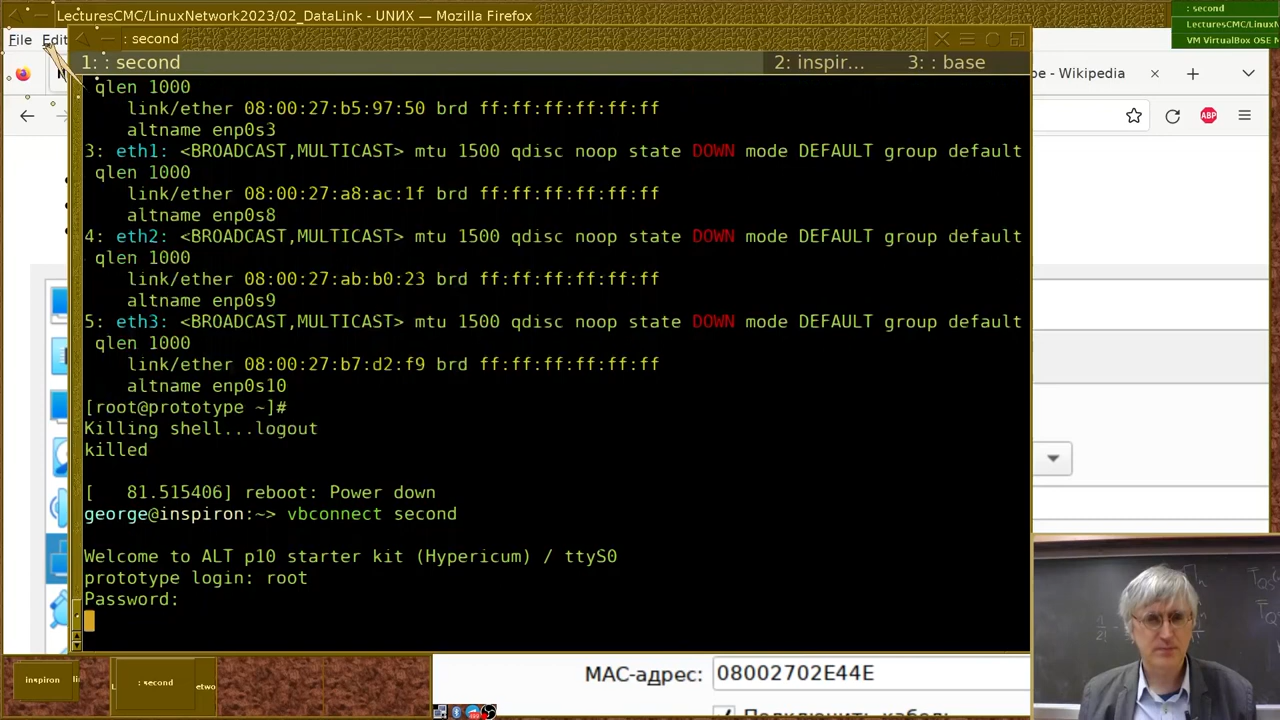 LecturesCMC/LinuxNetwork2023/02_DataLink - UNИX — Mozilla Firefox
: second
LecturesCMC/LinuxN
VM VirtualBox OSE M
File Edit
: second
1: : second
2: inspir...
3: : base
- Wikipedia
ABP
qlen 1000
link/ether 08:00:27:b5:97:50 brd ff:ff:ff:ff:ff:ff
altname enp0s3
3: eth1: <BROADCAST,MULTICAST> mtu 1500 qdisc noop state DOWN mode DEFAULT group default
qlen 1000
link/ether 08:00:27:a8:ac:1f brd ff:ff:ff:ff:ff:ff
altname enp0s8
4: eth2: <BROADCAST,MULTICAST> mtu 1500 qdisc noop state DOWN mode DEFAULT group default
qlen 1000
link/ether 08:00:27:ab:b0:23 brd ff:ff:ff:ff:ff:ff
altname enp0s9
5: eth3: <BROADCAST,MULTICAST> mtu 1500 qdisc noop state DOWN mode DEFAULT group default
qlen 1000
link/ether 08:00:27:b7:d2:f9 brd ff:ff:ff:ff:ff:ff
altname enp0s10
[root@prototype ~]#
Killing shell...logout
killed
[   81.515406] reboot: Power down
george@inspiron:~> vbconnect second
Welcome to ALT p10 starter kit (Hypericum) / ttyS0
prototype login: root
Password:
inspiron
: second
МАС-адрес: 08002702E44E